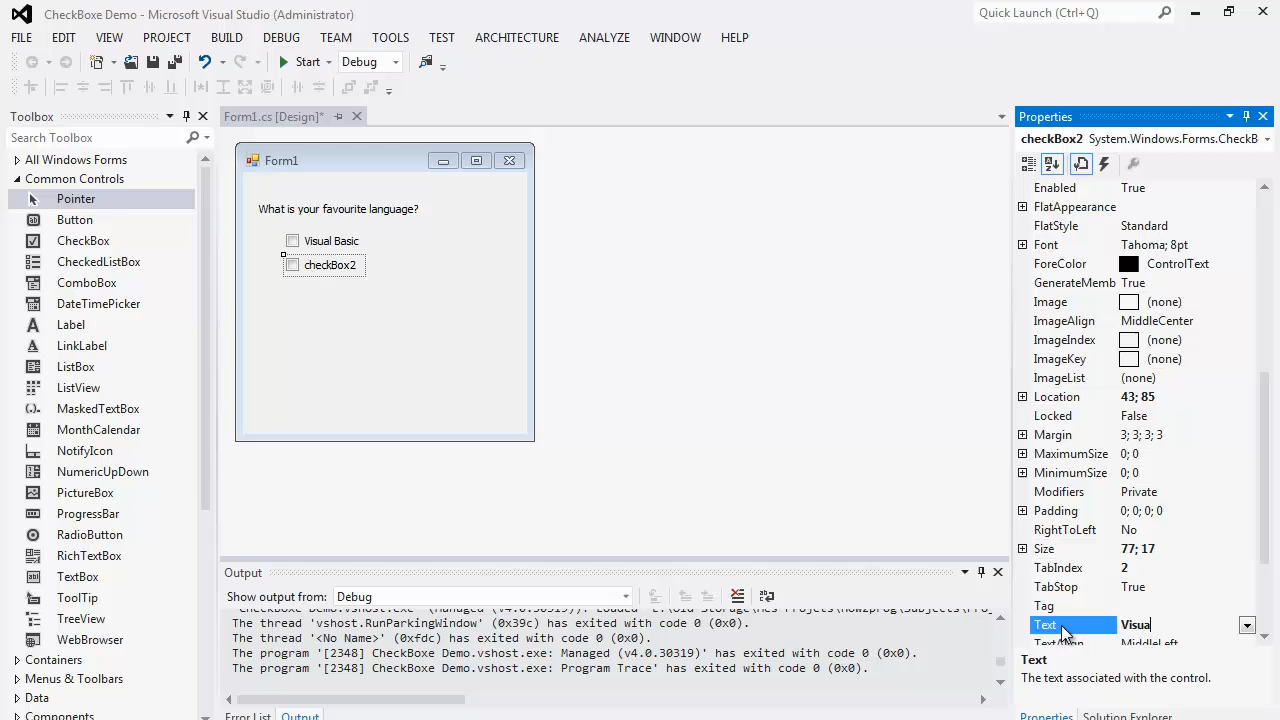 CheckBoxe Demo - Microsoft Visual Studio (Administrator)
Quick Launch (Ctrl+Q)
FILE EDIT VIEW PROJECT BUILD DEBUG TEAM TOOLS TEST ARCHITECTURE ANALYZE WINDOW HELP
Start Debug
Toolbox
Search Toolbox
All Windows Forms
Common Controls
Pointer
Button
CheckBox
CheckedListBox
ComboBox
DateTimePicker
Label
LinkLabel
ListBox
ListView
MaskedTextBox
MonthCalendar
NotifyIcon
NumericUpDown
PictureBox
ProgressBar
RadioButton
RichTextBox
TextBox
ToolTip
TreeView
WebBrowser
Containers
Menus & Toolbars
Data
Components
Form1.cs [Design]*
Form1
What is your favourite language?
Visual Basic
checkBox2
Output
Show output from: Debug
The thread 'vshost.RunParkingWindow' (0x39c) has exited with code 0 (0x0).
The thread '<No Name>' (0xfdc) has exited with code 0 (0x0).
The program '[2348] CheckBoxe Demo.vshost.exe: Managed (v4.0.30319)' has exited with code 0 (0x0).
The program '[2348] CheckBoxe Demo.vshost.exe: Program Trace' has exited with code 0 (0x0).
Error List Output
Properties
checkBox2 System.Windows.Forms.CheckB
Enabled True
FlatAppearance
FlatStyle Standard
Font Tahoma; 8pt
ForeColor ControlText
GenerateMemb True
Image (none)
ImageAlign MiddleCenter
ImageIndex (none)
ImageKey (none)
ImageList (none)
Location 43; 85
Locked False
Margin 3; 3; 3; 3
MaximumSize 0; 0
MinimumSize 0; 0
Modifiers Private
Padding 0; 0; 0; 0
RightToLeft No
Size 77; 17
TabIndex 2
TabStop True
Tag
Text Visua
Text
The text associated with the control.
Properties Solution Explorer